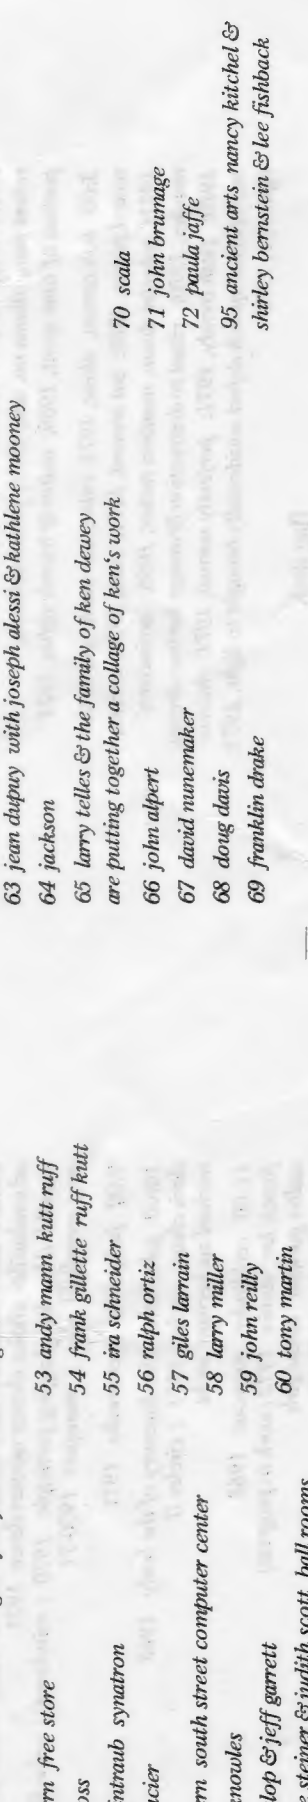 rn free store
oss
intraub synatron
cier
rn south street computer center
nowles
lop & jeff garrett
steiner & judith scott ball rooms
53 andy mann kutt ruff
54 frank gillette ruff kutt
55 ira schneider
56 ralph ortiz
57 giles larrain
58 larry miller
59 john reilly
60 tony martin
63 jean dupuy with joseph alessi & kathlene mooney
64 jackson
65 larry telles & the family of ken dewey
are putting together a collage of ken's work
66 john alpert
67 david nunemaker
68 doug davis
69 franklin drake
70 scala
71 john brumage
72 paula jaffe
95 ancient arts nancy kitchel &
shirley bernstein & lee fishback